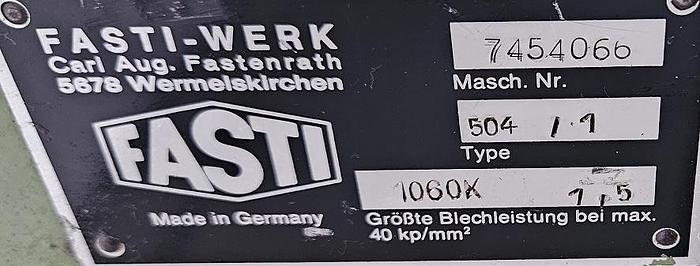 FASTI-WERK
Carl Aug. Fastenrath
5678 Wermelskirchen
FASTI
Made in Germany
7454066
Masch. Nr.
504 / 1
Type
1060X 1,5
Größte Blechleistung bei max.
40 kp/mm²